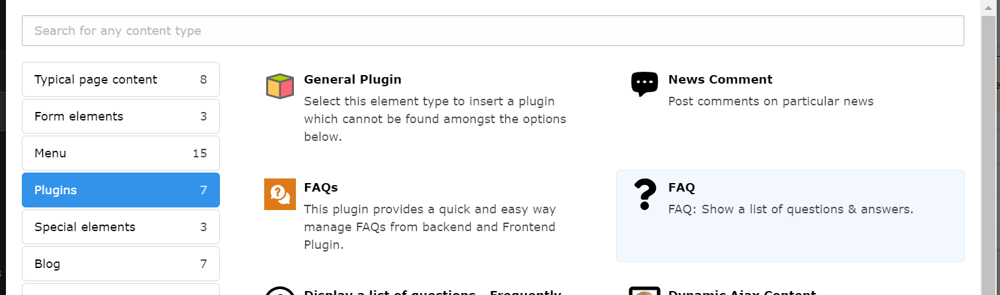 Search for any content type
Typical page content 8
Form elements 3
Menu 15
Plugins 7
Special elements 3
Blog 7
General Plugin
Select this element type to insert a plugin
which cannot be found amongst the options
below.
News Comment
Post comments on particular news
FAQs
This plugin provides a quick and easy way
manage FAQs from backend and Frontend
Plugin.
FAQ
FAQ: Show a list of questions & answers.
Display a list of questions - Frequently
Dynamic Ajax Content